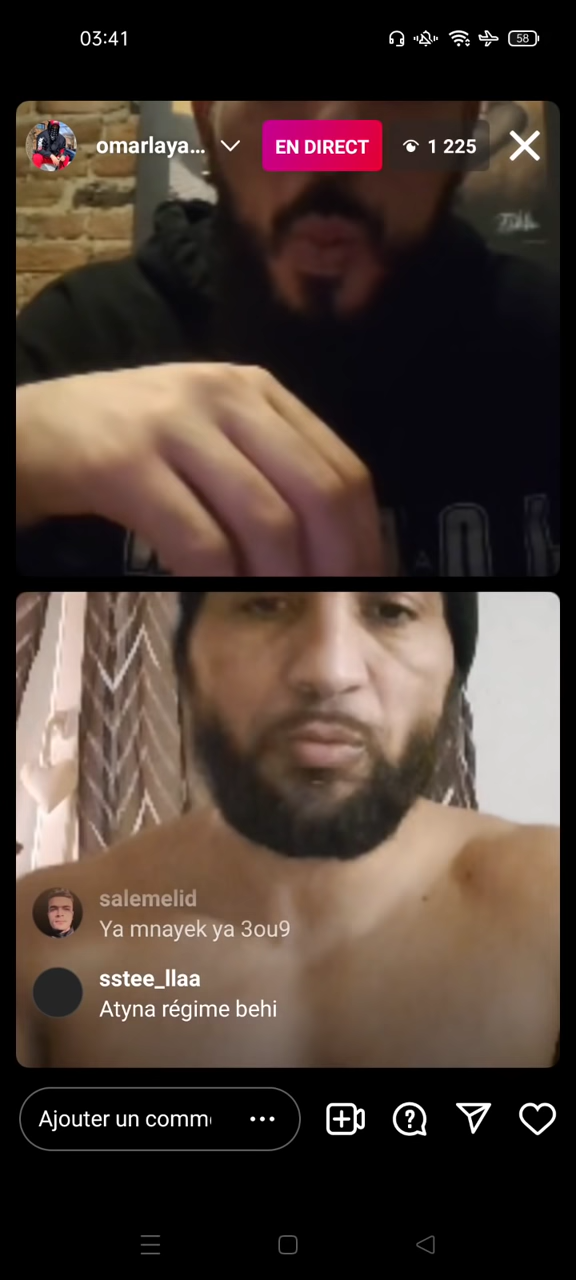 03:41
58
omarlaya...
EN DIRECT
1 225
salemelid
Ya mnayek ya 3ou9
sstee_llaa
Atyna régime behi
Ajouter un comm